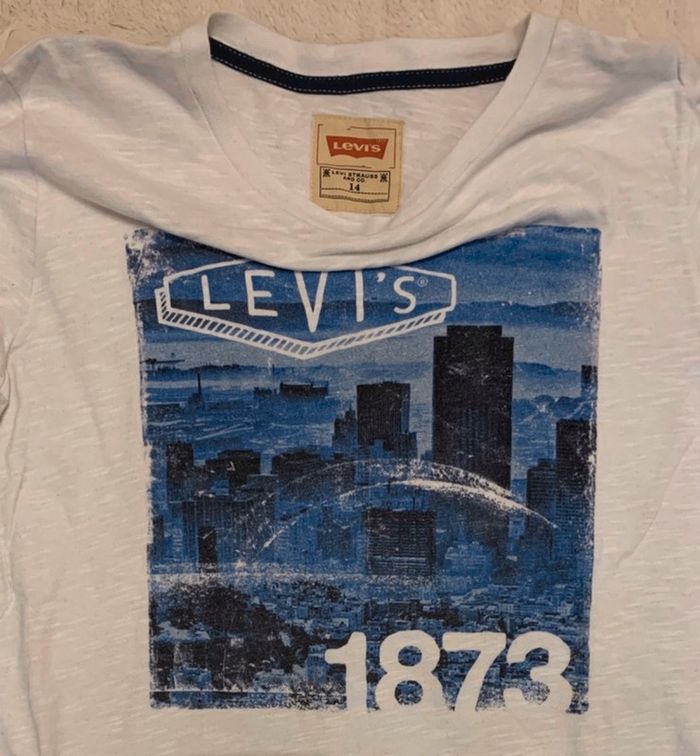 LEVI'S
LEVI STRAUSS
AND CO.
14
LEVI'S®
1873